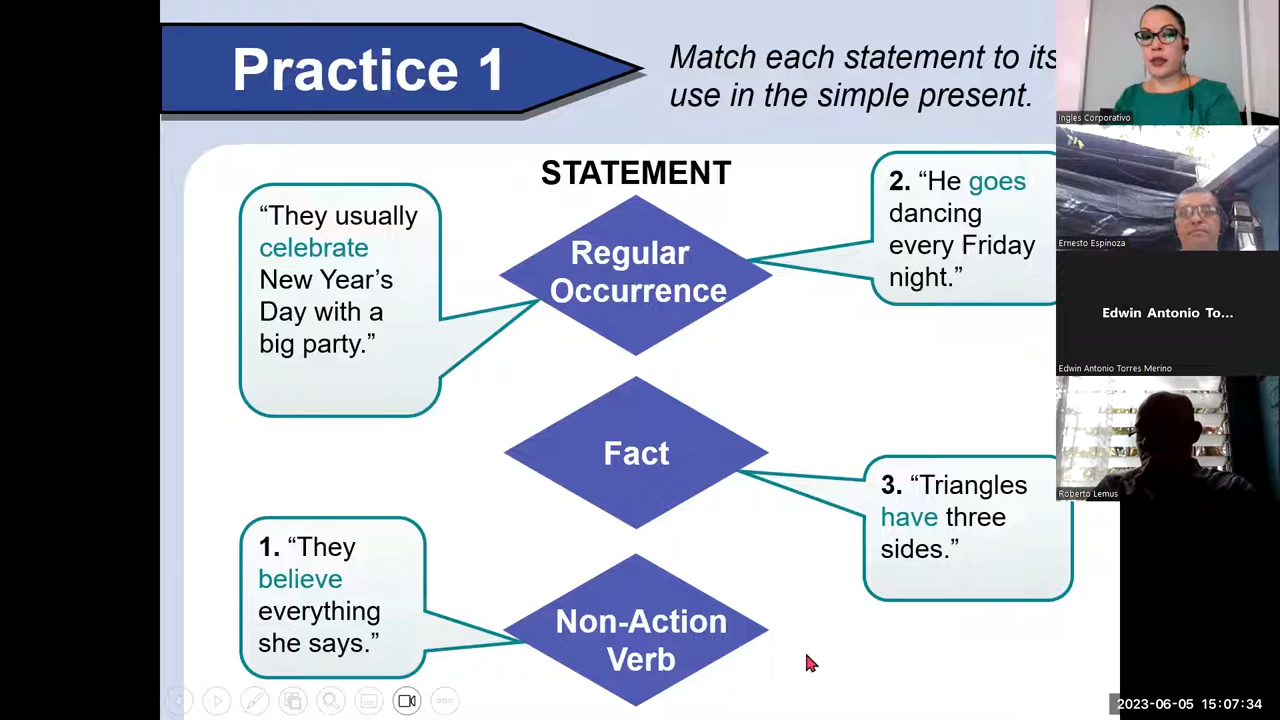 Practice 1
Match each statement to its
use in the simple present.
STATEMENT
“They usually
celebrate
New Year’s
Day with a
big party.”
Regular
Occurrence
2. “He goes
dancing
every Friday
night.”
Fact
3. “Triangles
have three
sides.”
1. “They
believe
everything
she says.”
Non-Action
Verb
Ingles Corporativo
Ernesto Espinoza
Edwin Antonio To...
Edwin Antonio Torres Merino
Roberto Lemus
2023-06-05 15:07:34